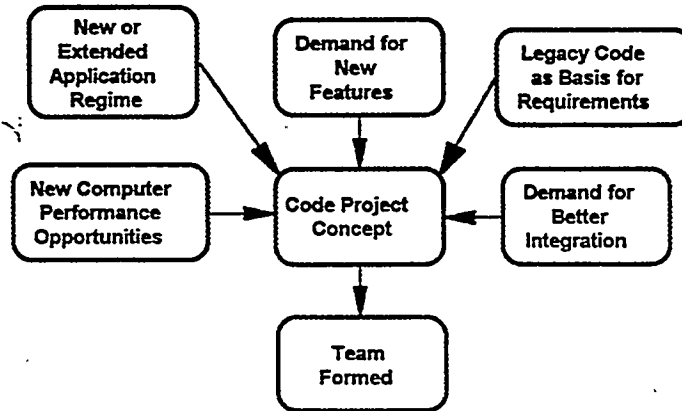 New or
Extended
Application
Regime
Demand for
New
Features
Legacy Code
as Basis for
Requirements
New Computer
Performance
Opportunities
Code Project
Concept
Demand for
Better
Integration
Team
Formed